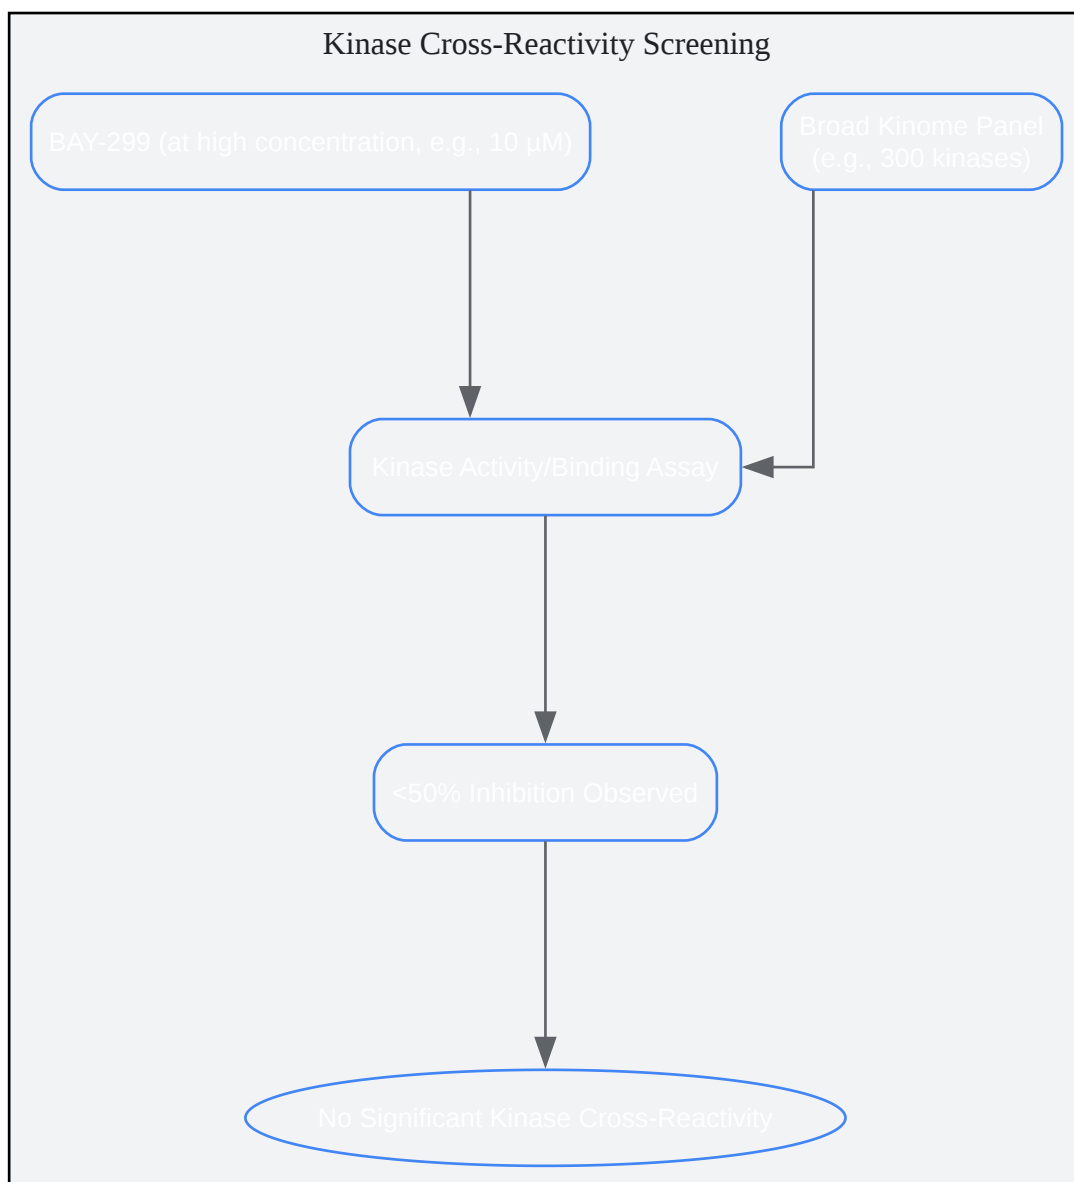 Kinase Cross-Reactivity Screening
BAY-299 (at high concentration, e.g., 10 µM)
Broad Kinome Panel
(e.g., 300 kinases)
Kinase Activity/Binding Assay
<50% Inhibition Observed
No Significant Kinase Cross-Reactivity